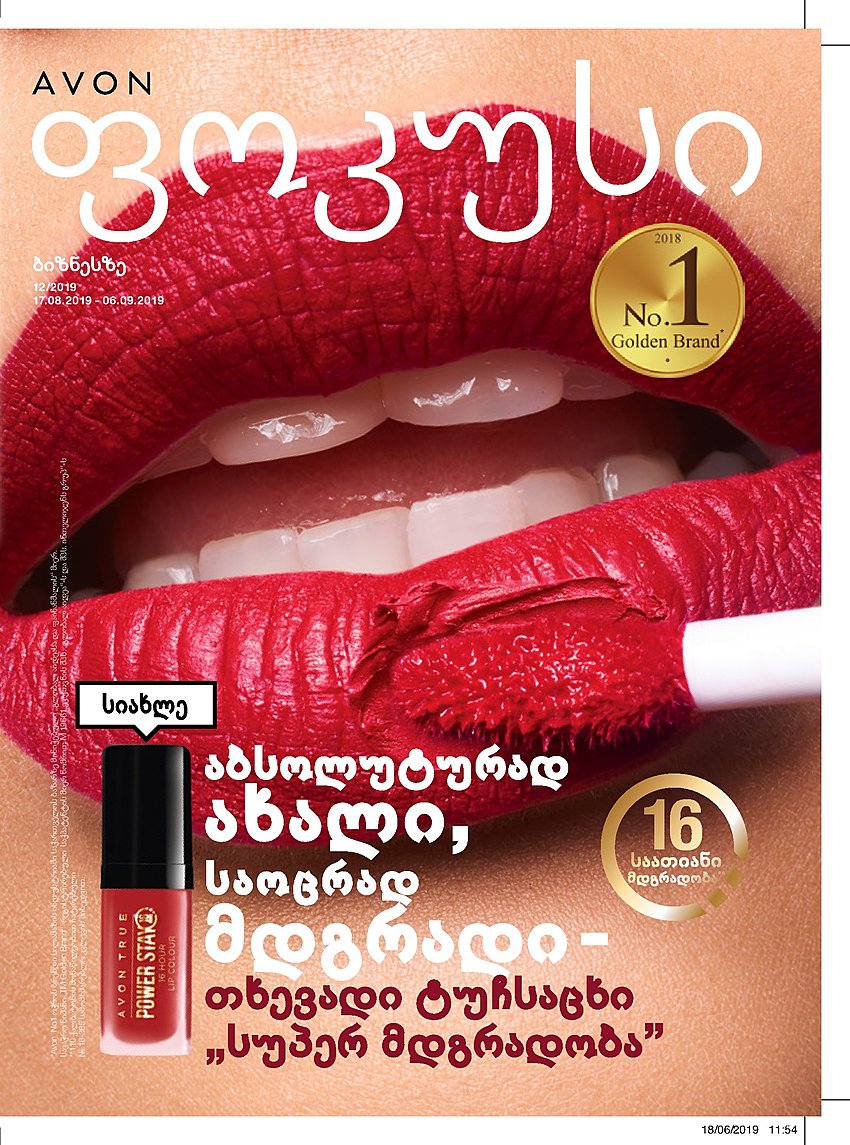 AVON
ფოკუსი
ბიზნესზე
12/2019
17.08.2019 - 06.09.2019
2018
No.1
Golden Brand
სიახლე
აბსოლუტურად
ახალი,
საოცრად
მდგრადი –
თხევადი ტუჩსაცხი
„სუპერ მდგრადობა”
16
საათიანი
მდგრადობა
AVON TRUE
POWER STAY
16 HOUR
LIP COLOUR
18/06/2019 11:54